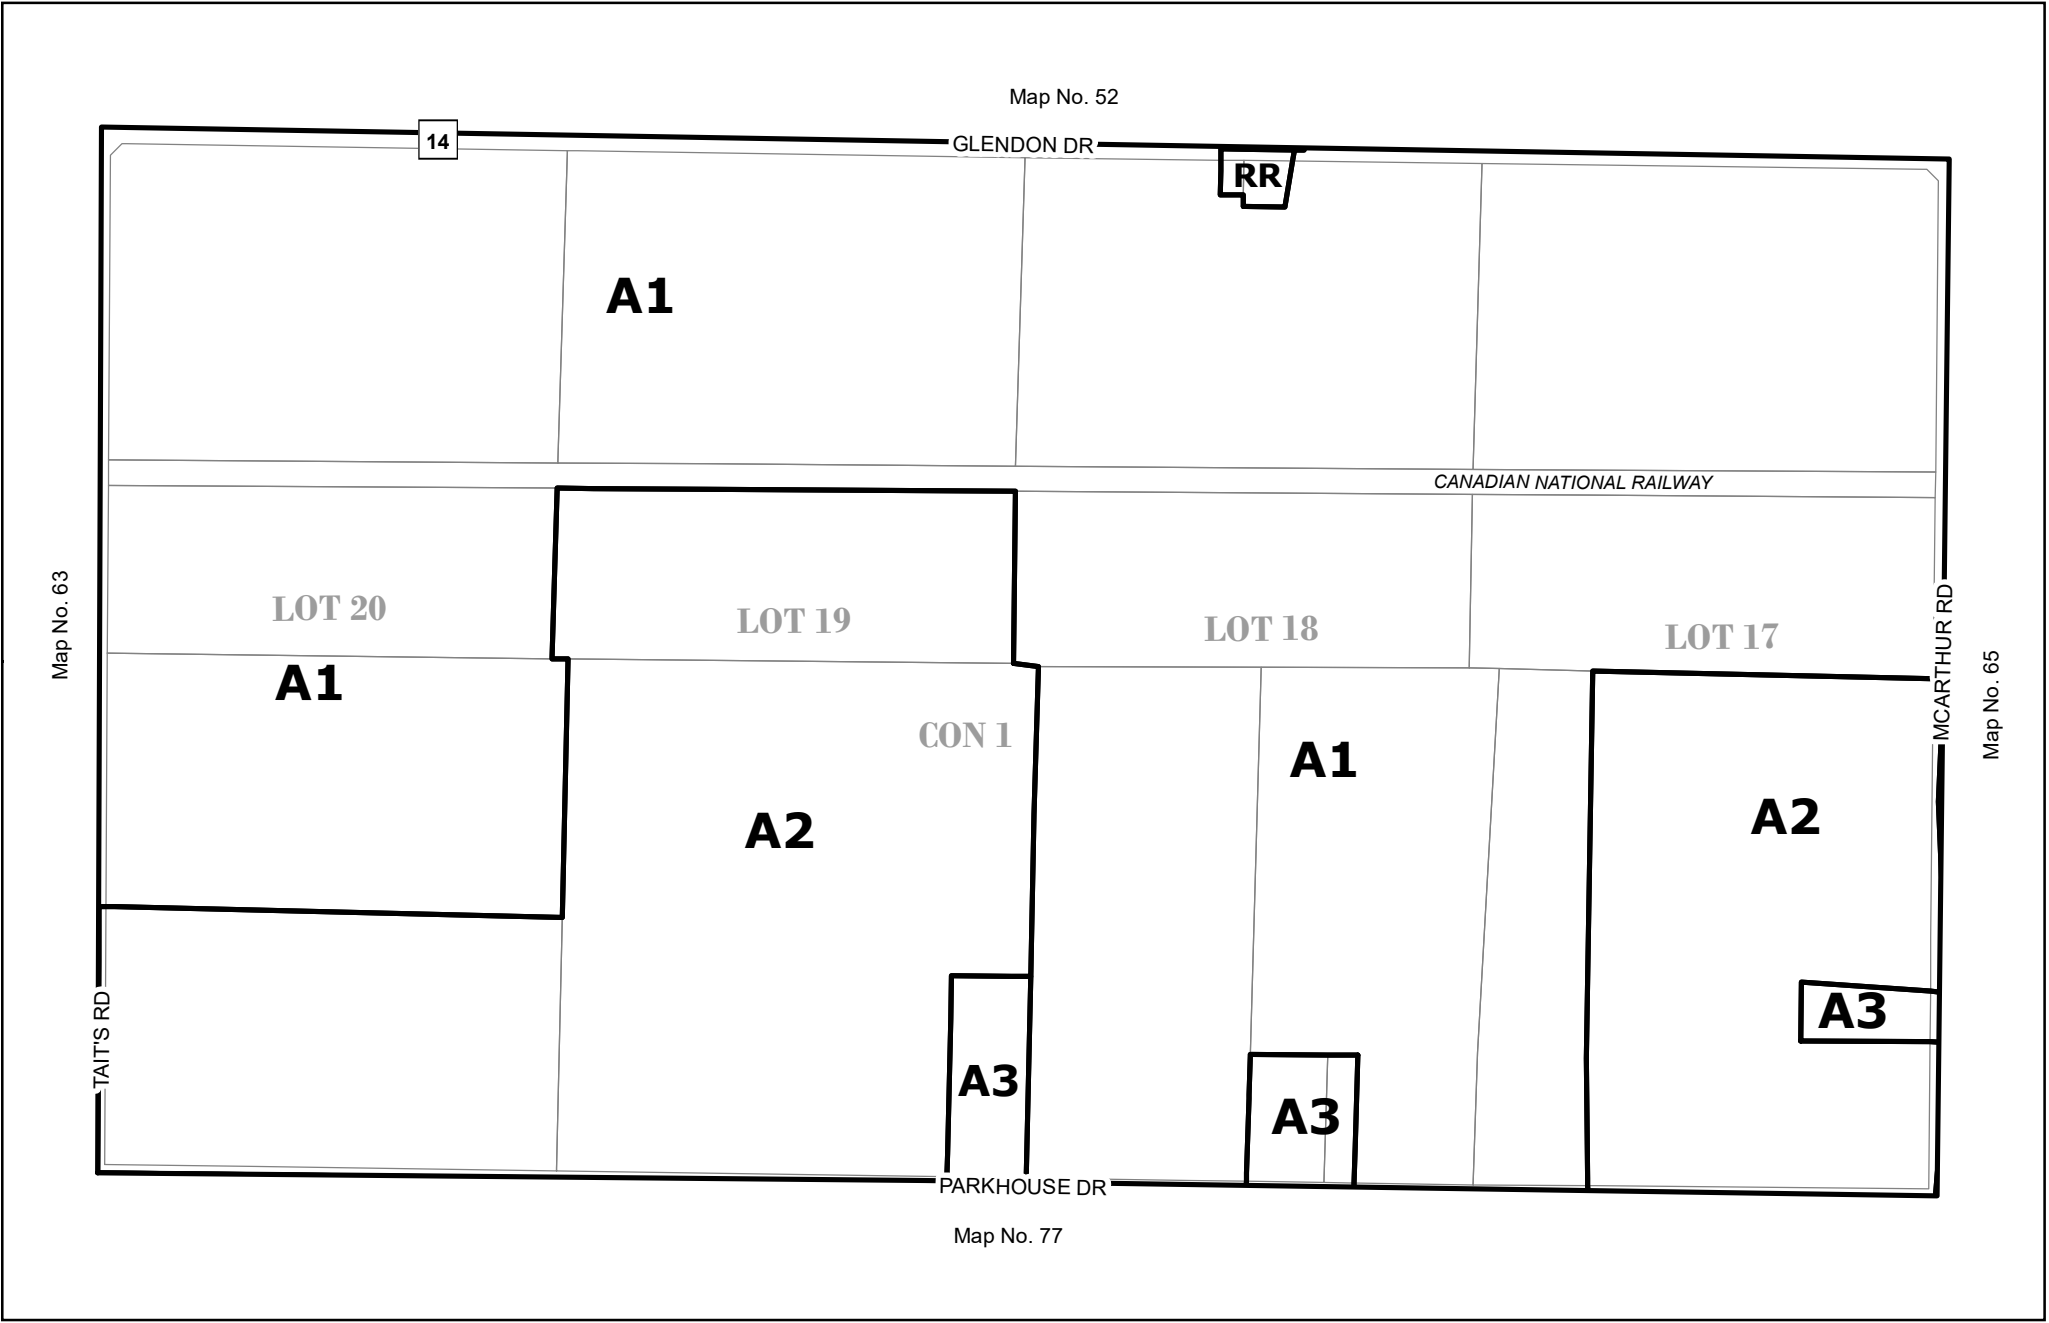 Map No. 52
14
GLENDON DR
RR
A1
CANADIAN NATIONAL RAILWAY
Map No. 63
LOT 20
LOT 19
LOT 18
LOT 17
MCARTHUR RD
Map No. 65
A1
CON 1
A1
A2
A2
TAIT'S RD
A3
A3
A3
PARKHOUSE DR
Map No. 77